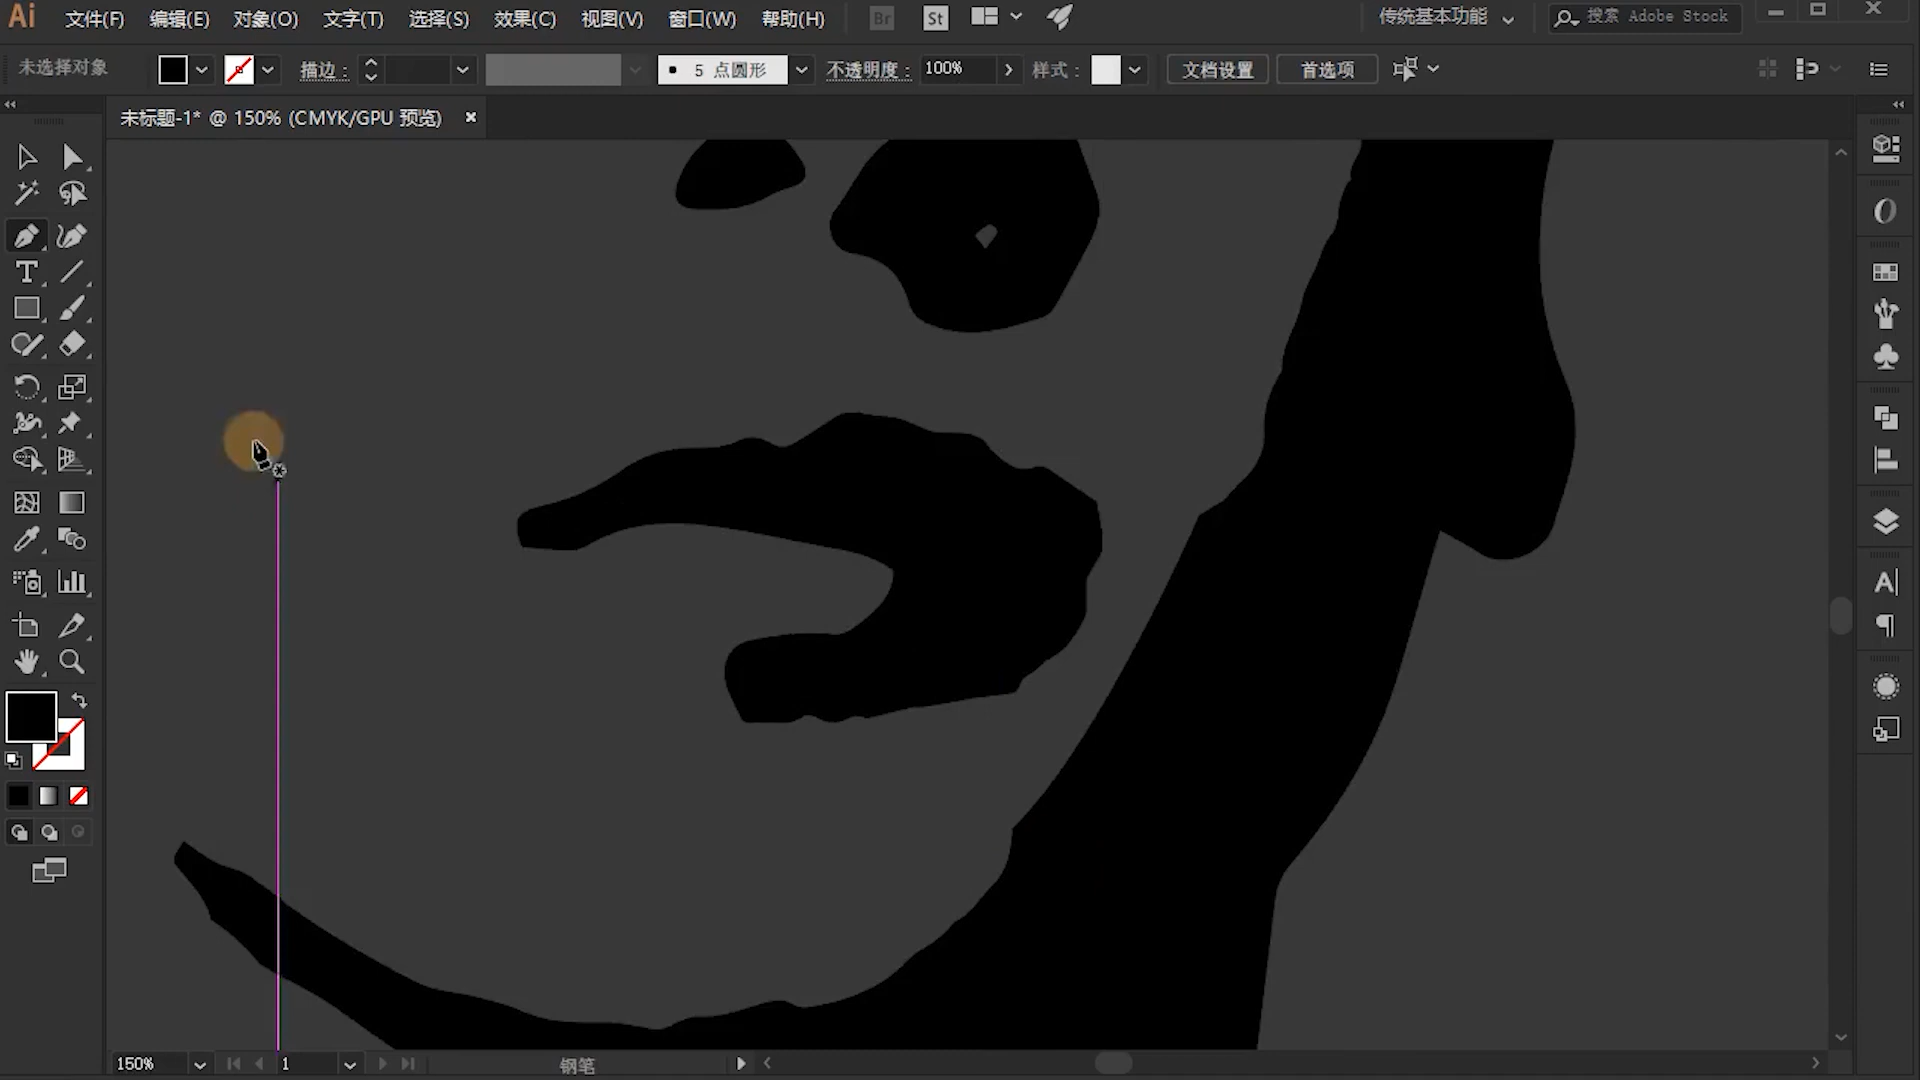 Ai 文件(F) 编辑(E) 对象(O) 文字(T) 选择(S) 效果(C) 视图(V) 窗口(W) 帮助(H) Br St 传统基本功能 搜索 Adobe Stock
未选择对象 描边: 5 点圆形 不透明度: 100% 样式: 文档设置 首选项
未标题-1* @ 150% (CMYK/GPU 预览)
150% 1 钢笔